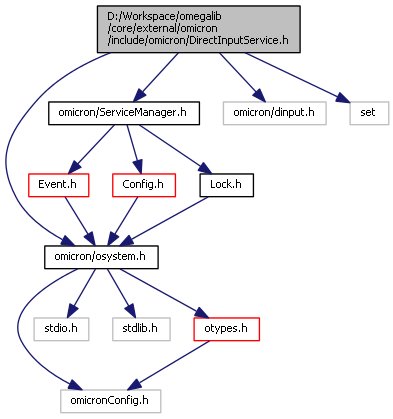 D:/Workspace/omegalib
/core/external/omicron
/include/omicron/DirectInputService.h
omicron/ServiceManager.h
omicron/dinput.h
set
Event.h
Config.h
Lock.h
omicron/osystem.h
stdio.h
stdlib.h
otypes.h
omicronConfig.h